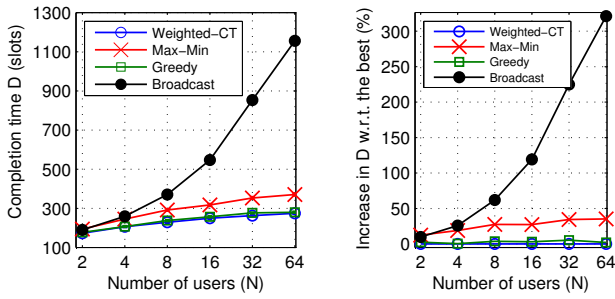 Completion time D (slots)
1300
1100
900
700
500
300
100
Weighted−CT
Max−Min
Greedy
Broadcast
2 4 8 16 32 64
Number of users (N)
Increase in D w.r.t. the best (%)
300
250
200
150
100
50
0
Weighted−CT
Max−Min
Greedy
Broadcast
2 4 8 16 32 64
Number of users (N)